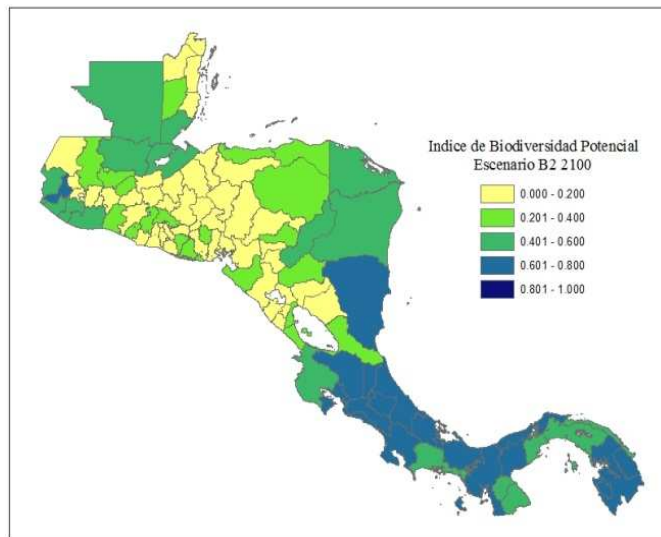 Indice de Biodiversidad Potencial
Escenario B2 2100
0.000 - 0.200
0.201 - 0.400
0.401 - 0.600
0.601 - 0.800
0.801 - 1.000